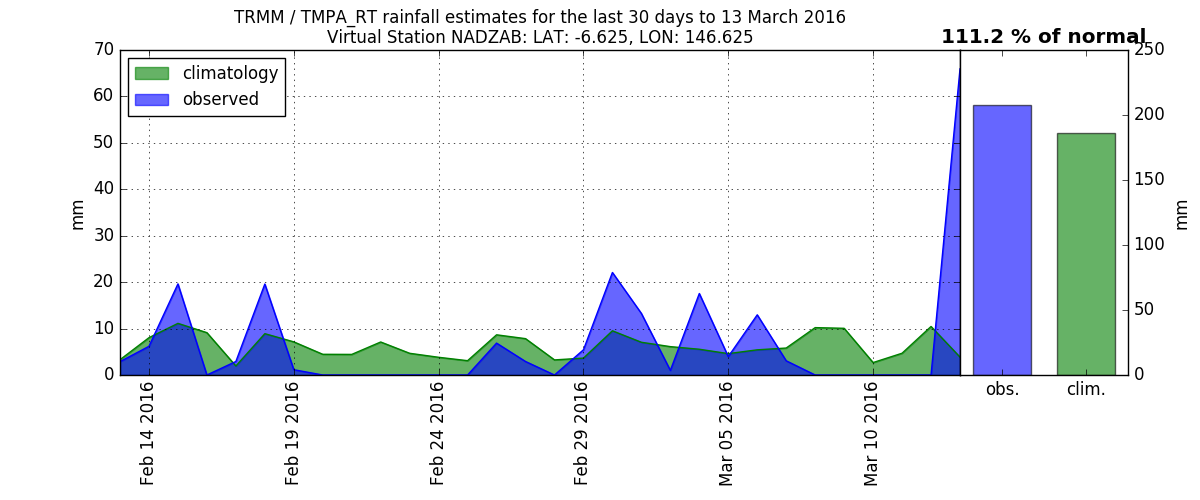 TRMM / TMPA_RT rainfall estimates for the last 30 days to 13 March 2016
Virtual Station NADZAB: LAT: -6.625, LON: 146.625
111.2 % of normal
climatology
observed
mm
70
60
50
40
30
20
10
0
Feb 14 2016
Feb 19 2016
Feb 24 2016
Feb 29 2016
Mar 05 2016
Mar 10 2016
obs.
clim.
250
200
150
100
50
0
mm